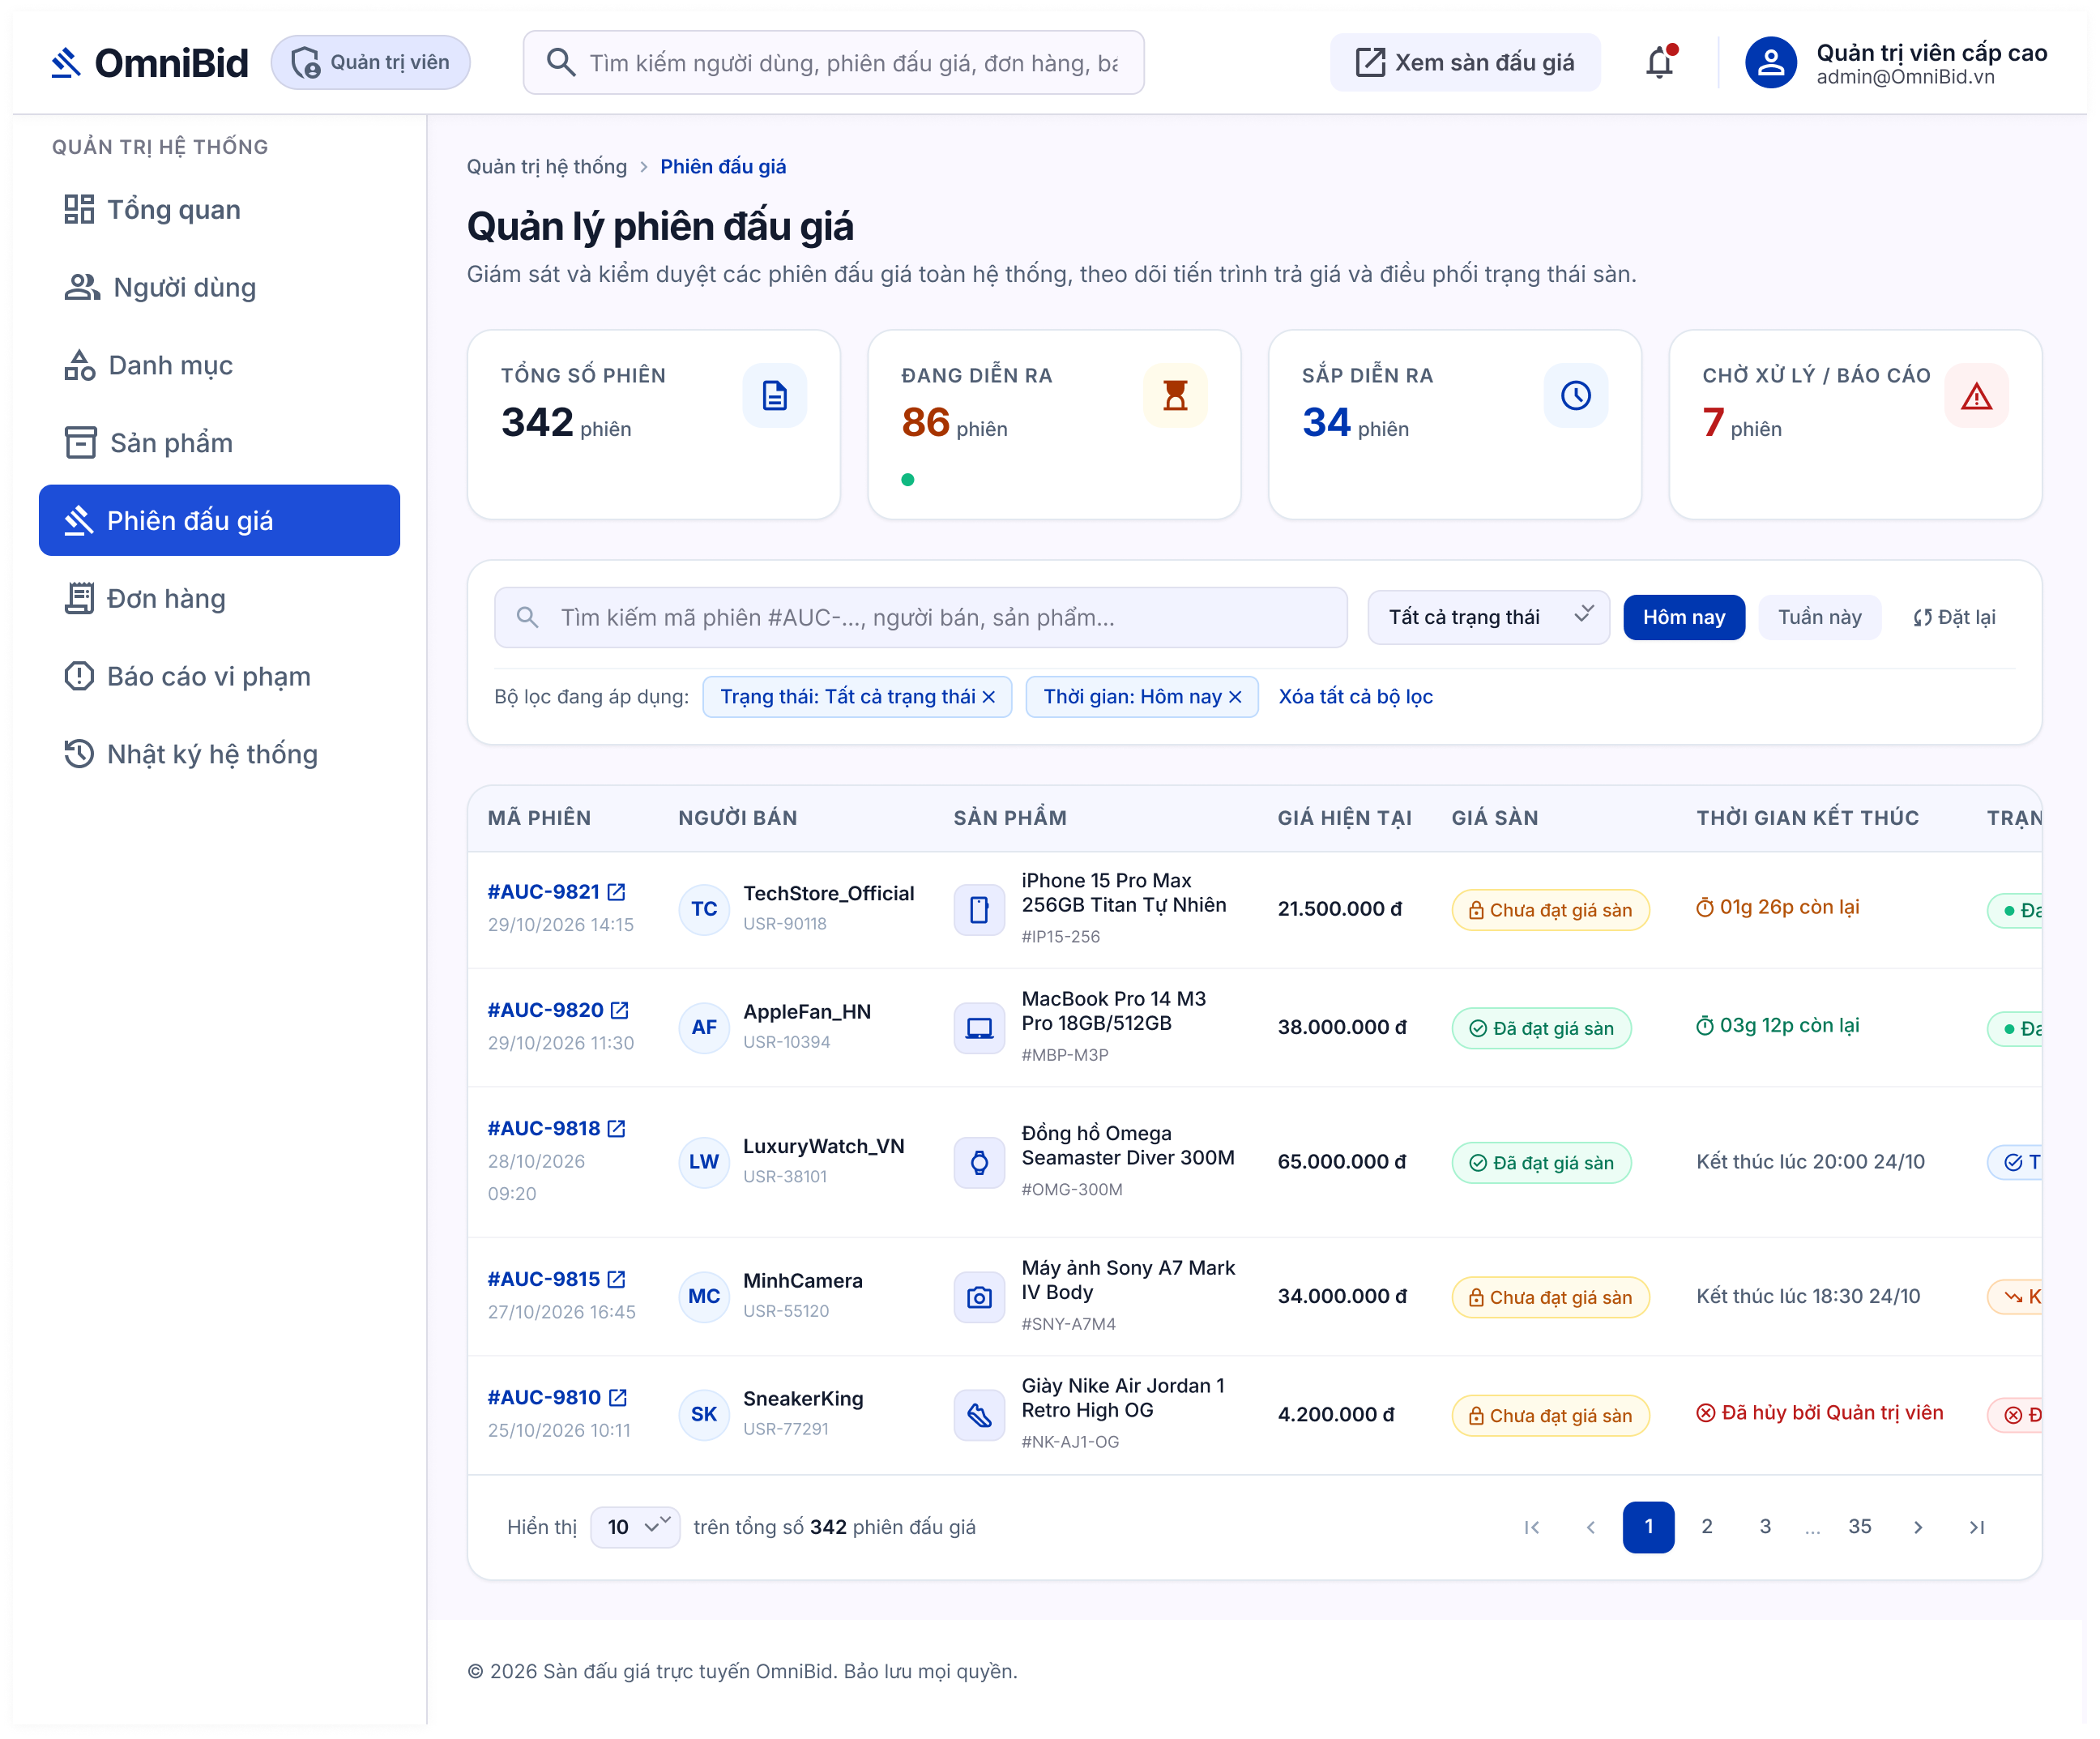 OmniBid
Quản trị viên
Tìm kiếm người dùng, phiên đấu giá, đơn hàng, bá
Xem sàn đấu giá
Quản trị viên cấp cao
admin@OmniBid.vn
QUẢN TRỊ HỆ THỐNG
Tổng quan
Người dùng
Danh mục
Sản phẩm
Phiên đấu giá
Đơn hàng
Báo cáo vi phạm
Nhật ký hệ thống
Quản trị hệ thống > Phiên đấu giá
Quản lý phiên đấu giá
Giám sát và kiểm duyệt các phiên đấu giá toàn hệ thống, theo dõi tiến trình trả giá và điều phối trạng thái sàn.
TỔNG SỐ PHIÊN
342 phiên
ĐANG DIỄN RA
86 phiên
SẮP DIỄN RA
34 phiên
CHỜ XỬ LÝ / BÁO CÁO
7 phiên
Tìm kiếm mã phiên #AUC-..., người bán, sản phẩm...
Tất cả trạng thái
Hôm nay
Tuần này
Đặt lại
Bộ lọc đang áp dụng: Trạng thái: Tất cả trạng thái × Thời gian: Hôm nay × Xóa tất cả bộ lọc
MÃ PHIÊN NGƯỜI BÁN SẢN PHẨM GIÁ HIỆN TẠI GIÁ SÀN THỜI GIAN KẾT THÚC TRẠN
#AUC-9821
29/10/2026 14:15
TC
TechStore_Official
USR-90118
iPhone 15 Pro Max
256GB Titan Tự Nhiên
#IP15-256
21.500.000 đ
Chưa đạt giá sàn
01g 26p còn lại
Đa
#AUC-9820
29/10/2026 11:30
AF
AppleFan_HN
USR-10394
MacBook Pro 14 M3
Pro 18GB/512GB
#MBP-M3P
38.000.000 đ
Đã đạt giá sàn
03g 12p còn lại
Đa
#AUC-9818
28/10/2026
09:20
LW
LuxuryWatch_VN
USR-38101
Đồng hồ Omega
Seamaster Diver 300M
#OMG-300M
65.000.000 đ
Đã đạt giá sàn
Kết thúc lúc 20:00 24/10
T
#AUC-9815
27/10/2026 16:45
MC
MinhCamera
USR-55120
Máy ảnh Sony A7 Mark
IV Body
#SNY-A7M4
34.000.000 đ
Chưa đạt giá sàn
Kết thúc lúc 18:30 24/10
K
#AUC-9810
25/10/2026 10:11
SK
SneakerKing
USR-77291
Giày Nike Air Jordan 1
Retro High OG
#NK-AJ1-OG
4.200.000 đ
Chưa đạt giá sàn
Đã hủy bởi Quản trị viên
Đ
Hiển thị 10 trên tổng số 342 phiên đấu giá
1 2 3 ... 35
© 2026 Sàn đấu giá trực tuyến OmniBid. Bảo lưu mọi quyền.